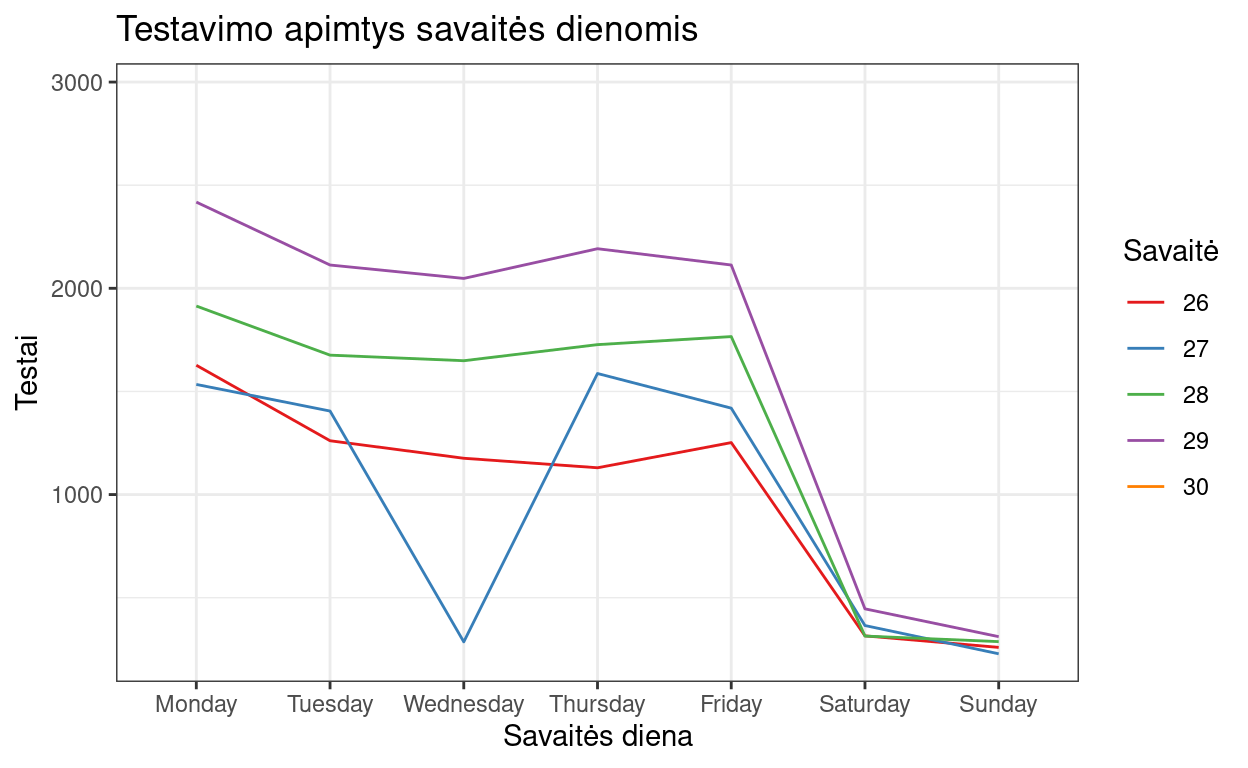 Testavimo apimtys savaitės dienomis
3000
2000
1000
Testai
Monday Tuesday Wednesday Thursday Friday Saturday Sunday
Savaitės diena
Savaitė
26
27
28
29
30